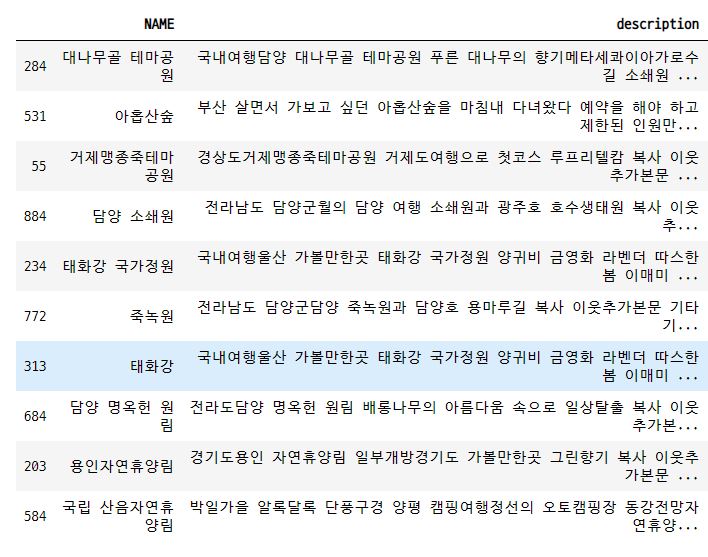 NAME description
284 대나무골 테마공 국내여행담양 대나무골 테마공원 푸른 대나무의 향기메타세콰이아가로수
원 길 소쇄원 ...
531 아홉산숲 부산 살면서 가보고 싶던 아홉산숲을 마침내 다녀왔다 예약을 해야 하고
제한된 인원만...
55 거제맹종죽테마 경상도거제맹종죽테마공원 거제도여행으로 첫코스 루프리텔캄 복사 이웃
공원 추가본문 ...
884 담양 소쇄원 전라남도 담양군월의 담양 여행 소쇄원과 광주호 호수생태원 복사 이웃
추...
234 태화강 국가정원 국내여행울산 가볼만한곳 태화강 국가정원 양귀비 금영화 라벤더 따스한
봄 이매미 ...
772 죽녹원 전라남도 담양군담양 죽녹원과 담양호 용마루길 복사 이웃추가본문 기타
기...
313 태화강 국내여행울산 가볼만한곳 태화강 국가정원 양귀비 금영화 라벤더 따스한
봄 이매미 ...
684 담양 명옥헌 원 전라도담양 명옥헌 원림 배롱나무의 아름다움 속으로 일상탈출 복사 이웃
림 추가본...
203 용인자연휴양림 경기도용인 자연휴양림 일부개방경기도 가볼만한곳 그린향기 복사 이웃추
가본문 ...
584 국립 산음자연휴 박일가을 알록달록 단풍구경 양평 캠핑여행정선의 오토캠핑장 동강전망자
양림 연휴양...